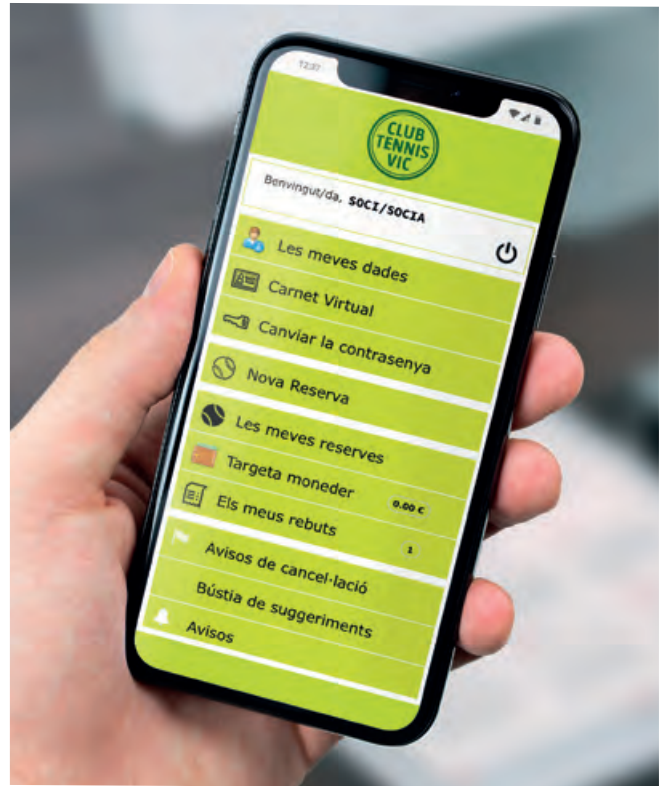 12:37
CLUB
TENNIS
VIC
Benvingut/da, SOCI/SOCIA
Les meves dades
Carnet Virtual
Canviar la contrasenya
Nova Reserva
Les meves reserves
Targeta moneder 0.00 €
Els meus rebuts 1
Avisos de cancel·lació
Bústia de suggeriments
Avisos